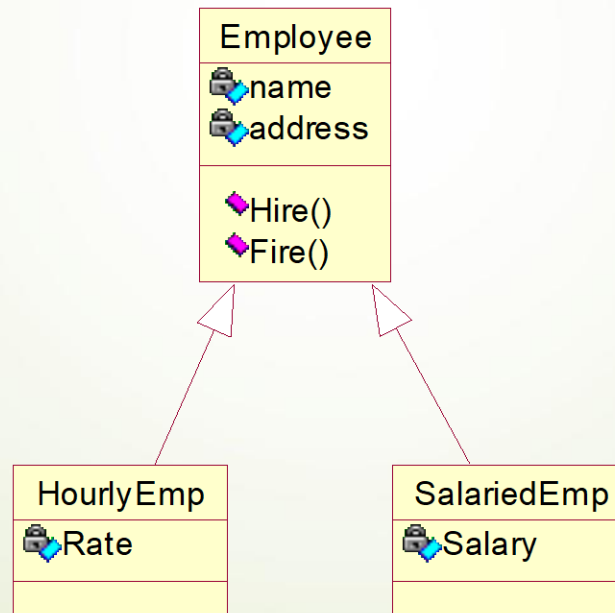 Employee
name
address
Hire()
Fire()
HourlyEmp
Rate
SalariedEmp
Salary